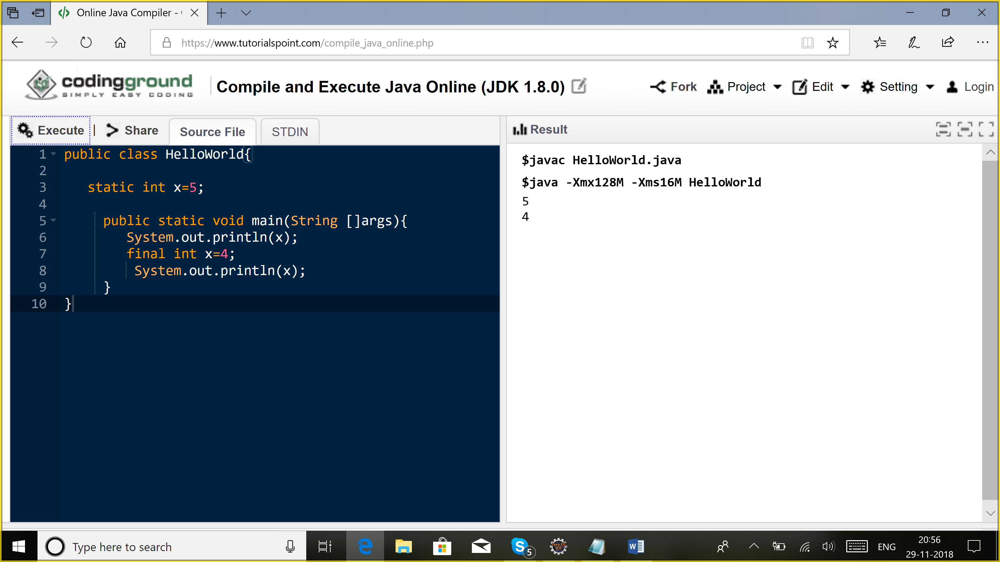 Online Java Compiler -
https://www.tutorialspoint.com/compile_java_online.php
codingground
SIMPLY EASY CODING
Compile and Execute Java Online (JDK 1.8.0)
Fork Project Edit Setting Login
Execute | Share Source File STDIN
Result
1 public class HelloWorld{
2
3 static int x=5;
4
5 public static void main(String []args){
6 System.out.println(x);
7 final int x=4;
8 System.out.println(x);
9 }
10 }
$javac HelloWorld.java
$java -Xmx128M -Xms16M HelloWorld
5
4
Type here to search
5
Java EE
IDE
ENG
20:56
29-11-2018